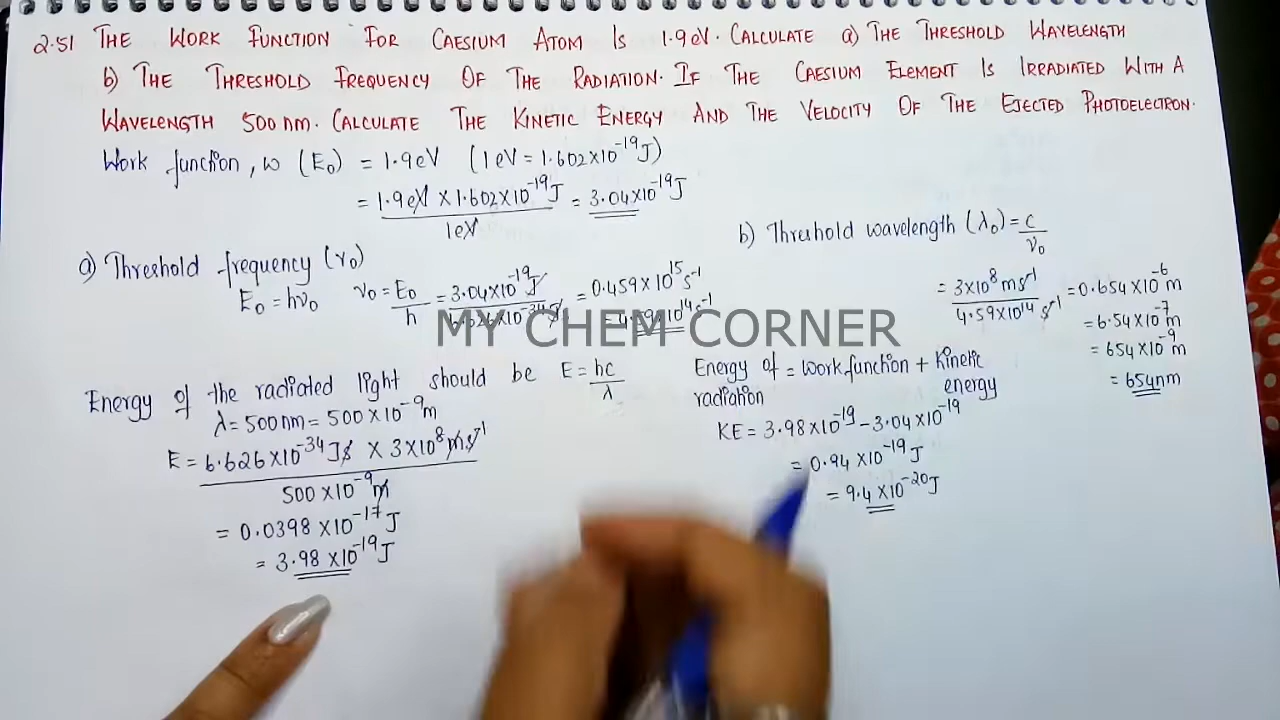 2.51 THE WORK FUNCTION FOR CAESIUM ATOM IS 1.9 eV. CALCULATE a) THE THRESHOLD WAVELENGTH
b) THE THRESHOLD FREQUENCY OF THE RADIATION. IF THE CAESIUM ELEMENT IS IRRADIATED WITH A
WAVELENGTH 500 nm. CALCULATE THE KINETIC ENERGY AND THE VELOCITY OF THE EJECTED PHOTOELECTRON.
Work function, ω (E₀) = 1.9eV (1eV = 1.602×10⁻¹⁹J)
= 1.9eV × 1.602×10⁻¹⁹J / 1eV = 3.04×10⁻¹⁹J
a) Threshold frequency (ν₀)
E₀ = hν₀ ν₀ = E₀/h = 3.04×10⁻¹⁹J / 6.626×10⁻³⁴Js = 0.459×10¹⁵s⁻¹
= 4.59×10¹⁴s⁻¹
b) Threshold wavelength (λ₀) = c/ν₀
= 3×10⁸ms⁻¹ / 4.59×10¹⁴s⁻¹ = 0.654×10⁻⁶m
= 6.54×10⁻⁷m
= 654×10⁻⁹m
= 654nm
MY CHEM CORNER
Energy of the radiated light should be E = hc/λ
λ = 500nm = 500×10⁻⁹m
E = 6.626×10⁻³⁴Js × 3×10⁸ms⁻¹ / 500×10⁻⁹m
= 0.0398×10⁻¹⁷J
= 3.98×10⁻¹⁹J
Energy of radiation = Work function + Kinetic energy
KE = 3.98×10⁻¹⁹ – 3.04×10⁻¹⁹
= 0.94×10⁻¹⁹J
= 9.4×10⁻²⁰J